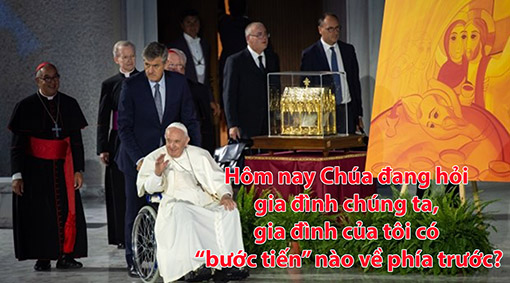 Hôm nay Chúa đang hỏi
gia đình chúng ta,
gia đình của tôi có
“bước tiến” nào về phía trước?